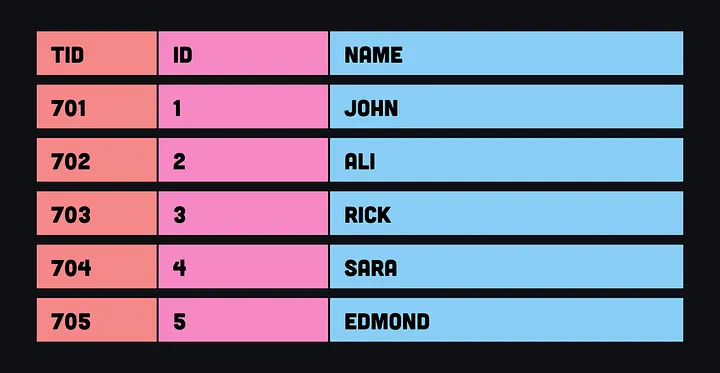 TID ID NAME
701 1 JOHN
702 2 ALI
703 3 RICK
704 4 SARA
705 5 EDMOND